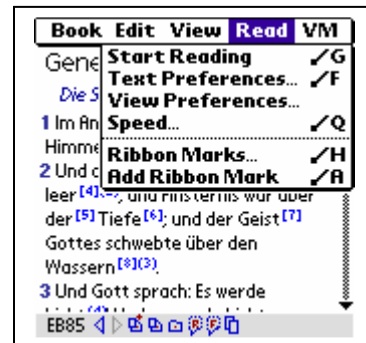 Book Edit View Read VM
Start Reading G
Text Preferences... F
View Preferences...
Speed... Q
Ribbon Marks... H
Add Ribbon Mark A
Gene
Die S
1 Im An
Himme
2 Und d
leer [4] und Finsternis war über
der [5] Tiefe [6]; und der Geist [7]
Gottes schwebte über den
Wassern [8](3).
3 Und Gott sprach: Es werde
EB85